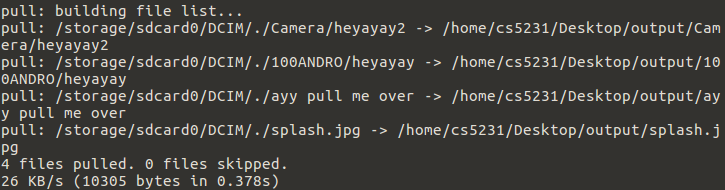 pull: building file list...
pull: /storage/sdcard0/DCIM/./Camera/heyayay2 -> /home/cs5231/Desktop/output/Cam
era/heyayay2
pull: /storage/sdcard0/DCIM/./100ANDRO/heyayay -> /home/cs5231/Desktop/output/10
0ANDRO/heyayay
pull: /storage/sdcard0/DCIM/./ayy pull me over -> /home/cs5231/Desktop/output/ay
y pull me over
pull: /storage/sdcard0/DCIM/./splash.jpg -> /home/cs5231/Desktop/output/splash.j
pg
4 files pulled. 0 files skipped.
26 KB/s (10305 bytes in 0.378s)